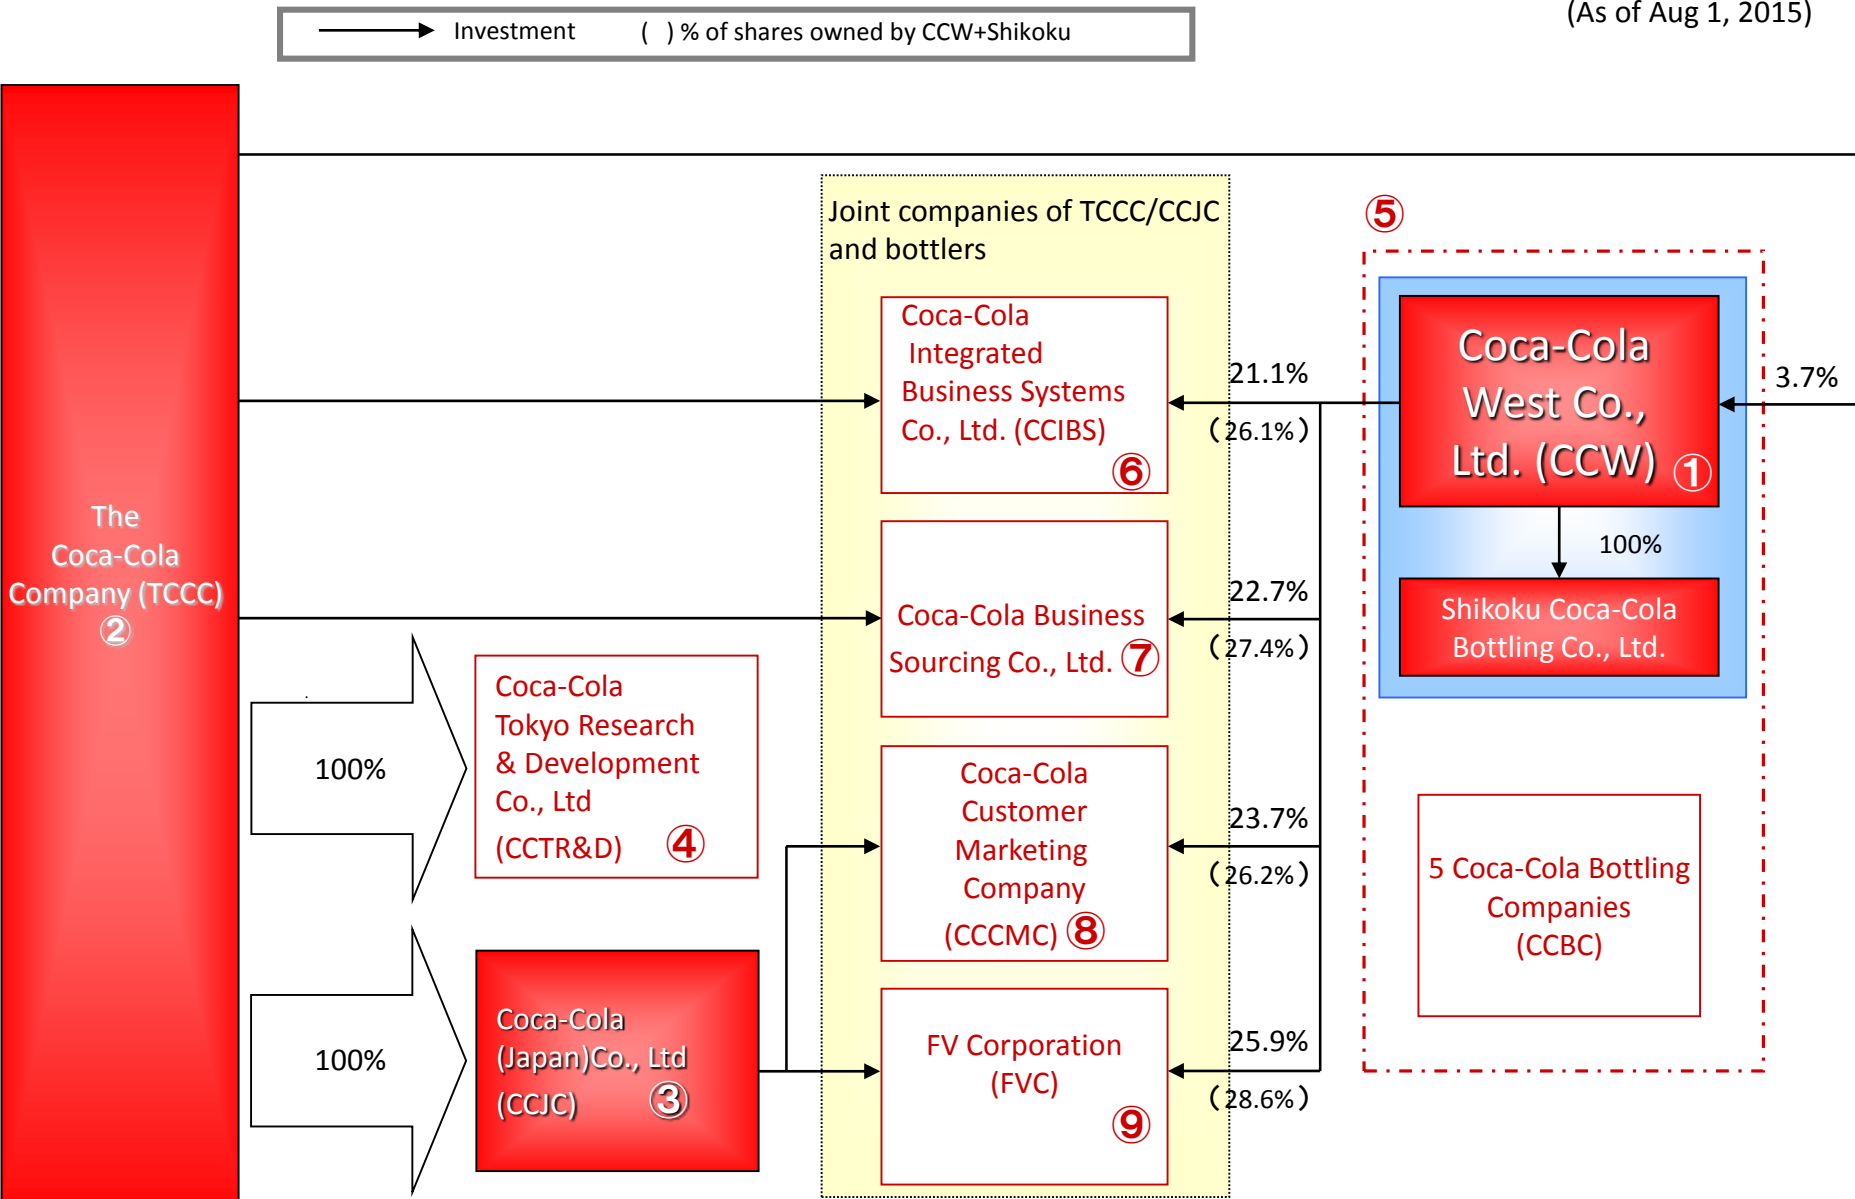 (As of Aug 1, 2015)
Investment ( ) % of shares owned by CCW+Shikoku
The
Coca-Cola
Company (TCCC)
②
100%
Coca-Cola
Tokyo Research
& Development
Co., Ltd
(CCTR&D) ④
100%
Coca-Cola
(Japan)Co., Ltd
(CCJC) ③
Joint companies of TCCC/CCJC
and bottlers
Coca-Cola
Integrated
Business Systems
Co., Ltd. (CCIBS)
⑥
21.1%
(26.1%)
Coca-Cola Business
Sourcing Co., Ltd. ⑦
22.7%
(27.4%)
Coca-Cola
Customer
Marketing
Company
(CCCMC) ⑧
23.7%
(26.2%)
FV Corporation
(FVC)
⑨
25.9%
(28.6%)
⑤
Coca-Cola
West Co.,
Ltd. (CCW) ①
3.7%
100%
Shikoku Coca-Cola
Bottling Co., Ltd.
5 Coca-Cola Bottling
Companies
(CCBC)